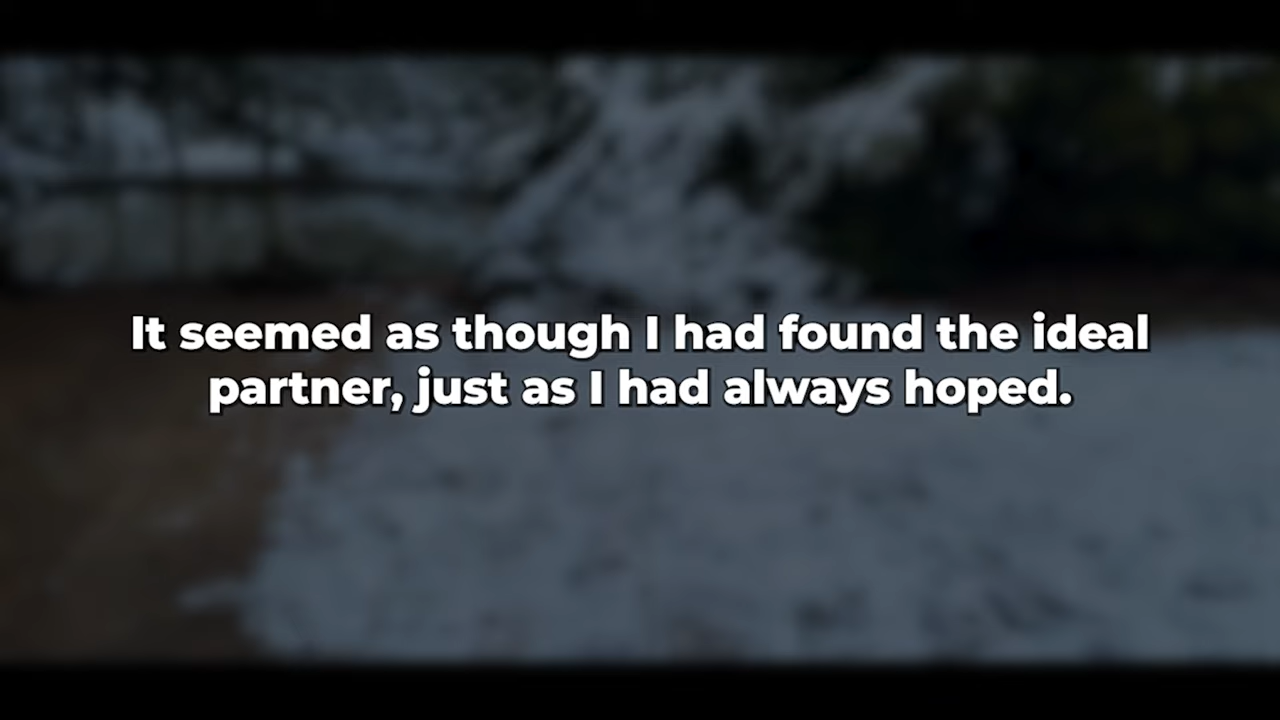 It seemed as though I had found the ideal
partner, just as I had always hoped.